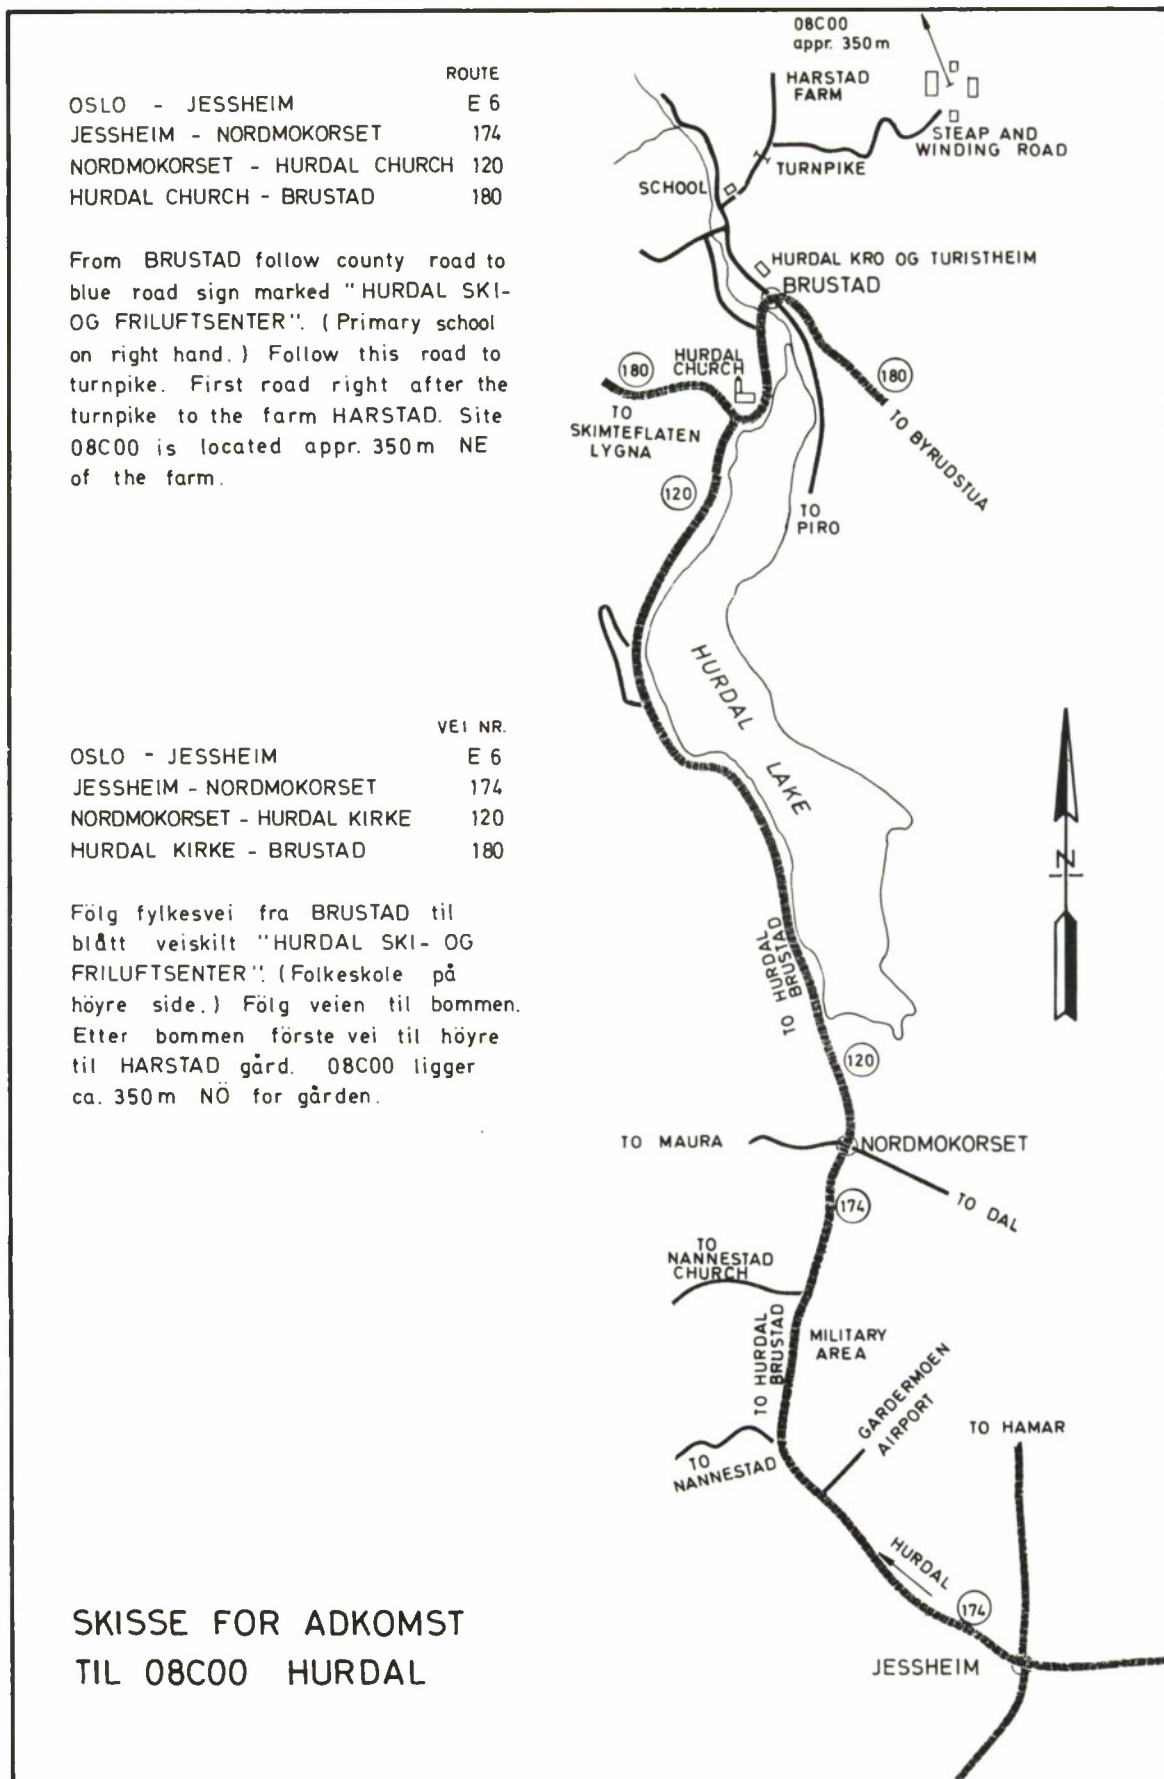 ROUTE
OSLO - JESSHEIM E 6
JESSHEIM - NORDMOKORSET 174
NORDMOKORSET - HURDAL CHURCH 120
HURDAL CHURCH - BRUSTAD 180
From BRUSTAD follow county road to
blue road sign marked "HURDAL SKI-
OG FRILUFTSENTER". (Primary school
on right hand.) Follow this road to
turnpike. First road right after the
turnpike to the farm HARSTAD. Site
08C00 is located appr. 350m NE
of the farm.
VEI NR.
OSLO - JESSHEIM E 6
JESSHEIM - NORDMOKORSET 174
NORDMOKORSET - HURDAL KIRKE 120
HURDAL KIRKE - BRUSTAD 180
Fölg fylkesvei fra BRUSTAD til
blått veiskilt "HURDAL SKI- OG
FRILUFTSENTER". (Folkeskole på
höyre side.) Fölg veien til bommen.
Etter bommen förste vei til höyre
til HARSTAD gård. 08C00 ligger
ca. 350m NÖ for gården.
SKISSE FOR ADKOMST
TIL 08C00 HURDAL
08C00
appr. 350m
HARSTAD
FARM
STEAP AND
WINDING ROAD
TURNPIKE
SCHOOL
HURDAL KRO OG TURISTHEIM
BRUSTAD
HURDAL
CHURCH
180
180
TO
SKIMTEFLATEN
LYGNA
TO BYRUDSTUA
120
TO
PIRO
HURDAL
LAKE
N
TO HURDAL
BRUSTAD
120
TO MAURA
NORDMOKORSET
174
TO DAL
TO
NANNESTAD
CHURCH
TO HURDAL
BRUSTAD
MILITARY
AREA
GARDERMOEN
AIRPORT
TO HAMAR
TO
NANNESTAD
HURDAL
174
JESSHEIM